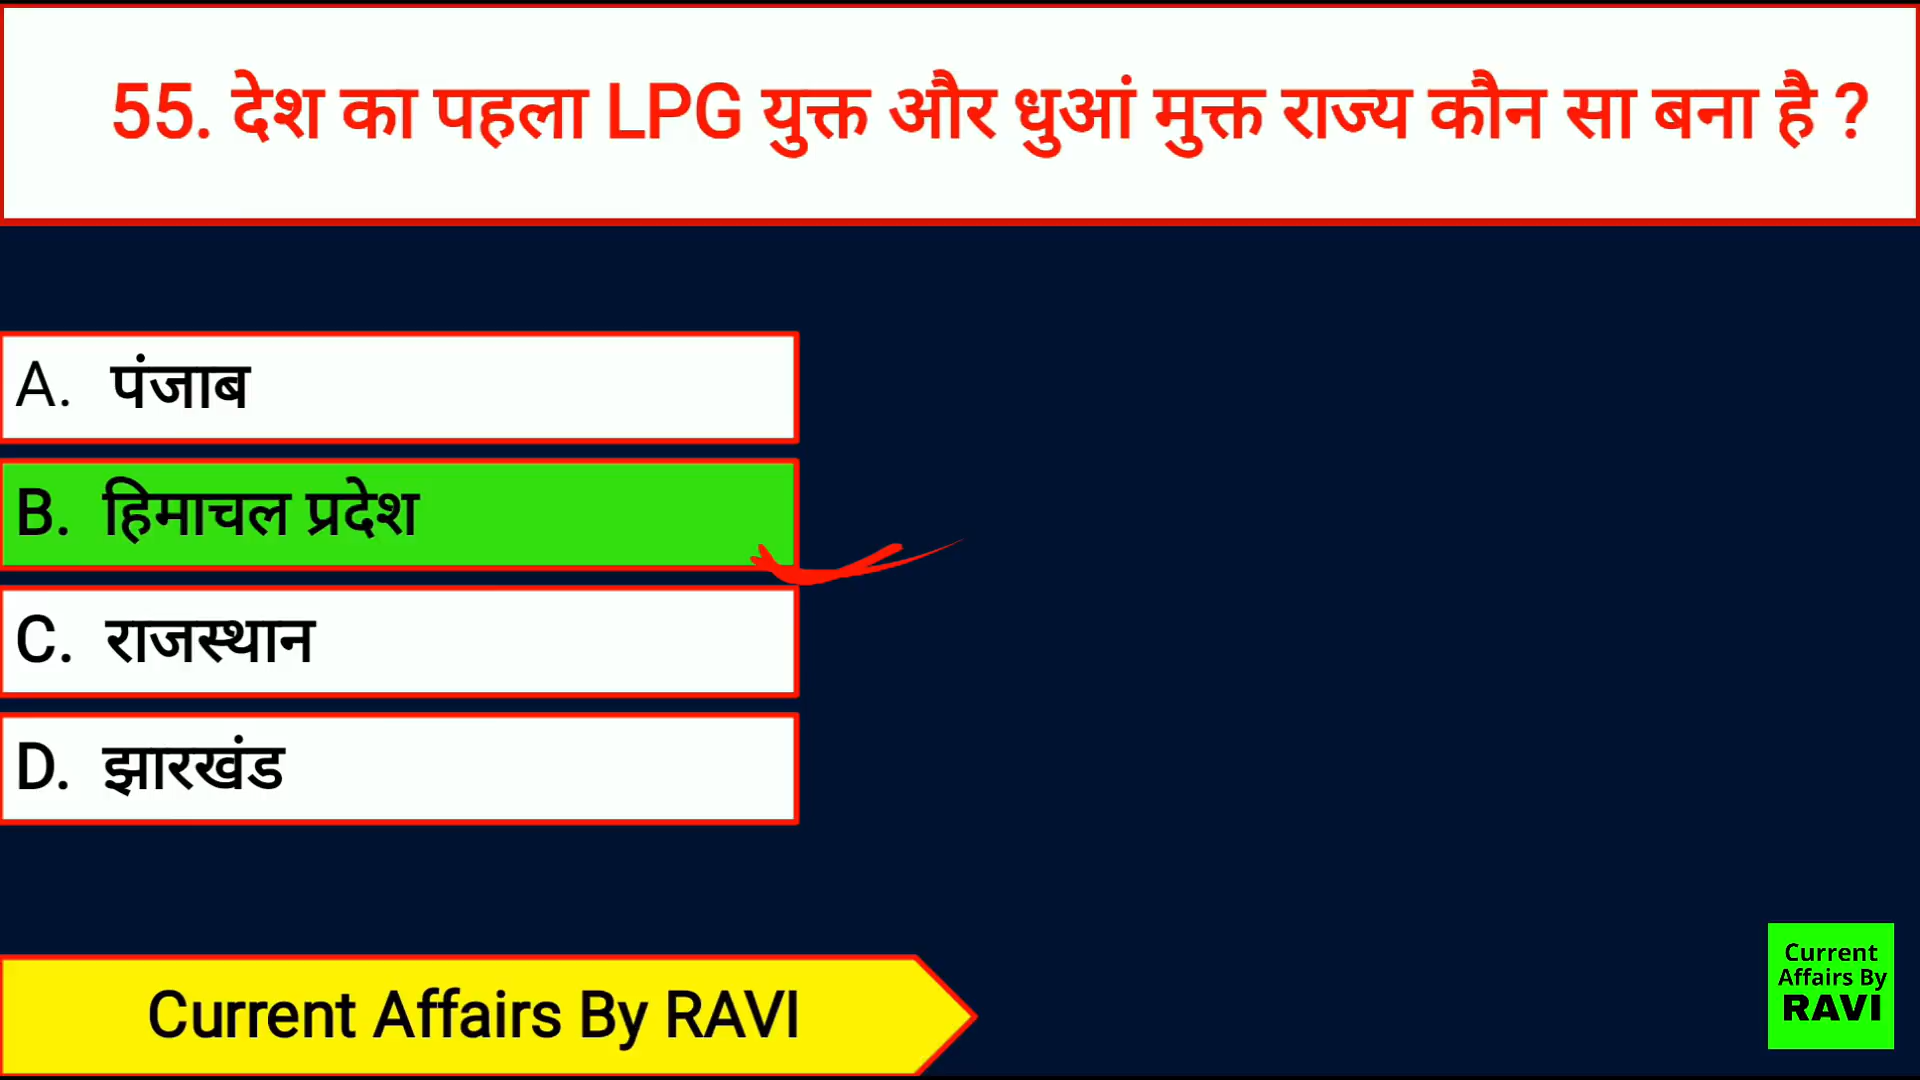 55. देश का पहला LPG युक्त और धुआं मुक्त राज्य कौन सा बना है ?
A. पंजाब
B. हिमाचल प्रदेश
C. राजस्थान
D. झारखंड
Current Affairs By RAVI
Current
Affairs By
RAVI